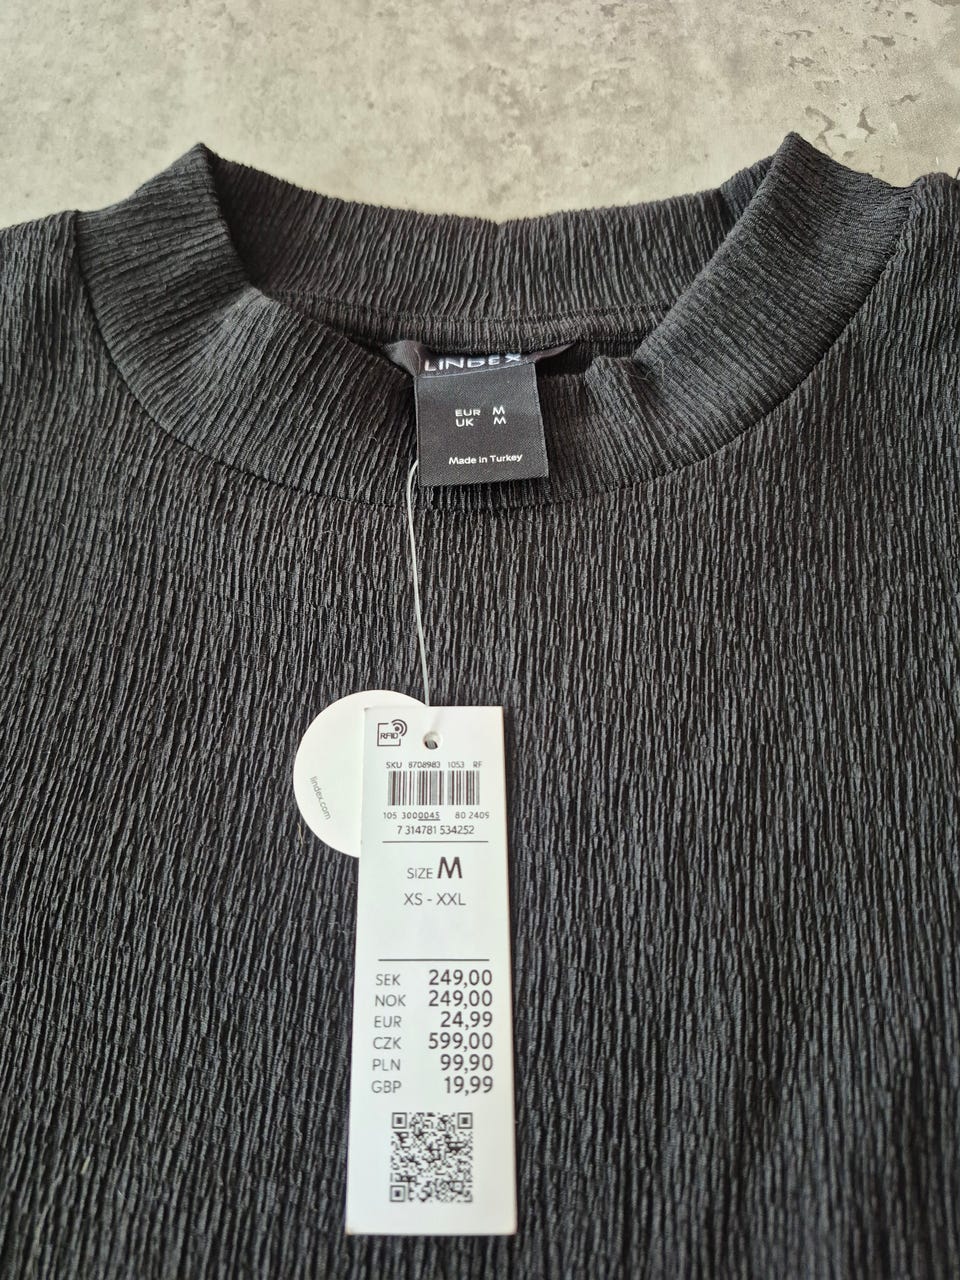 LINDEX
EUR M
UK M
Made in Turkey
lindex.com
RFID
SKU 8708983 1053 RF
105 3000045 80 2409
7 314781 534252
SIZE M
XS - XXL
SEK 249,00
NOK 249,00
EUR 24,99
CZK 599,00
PLN 99,90
GBP 19,99